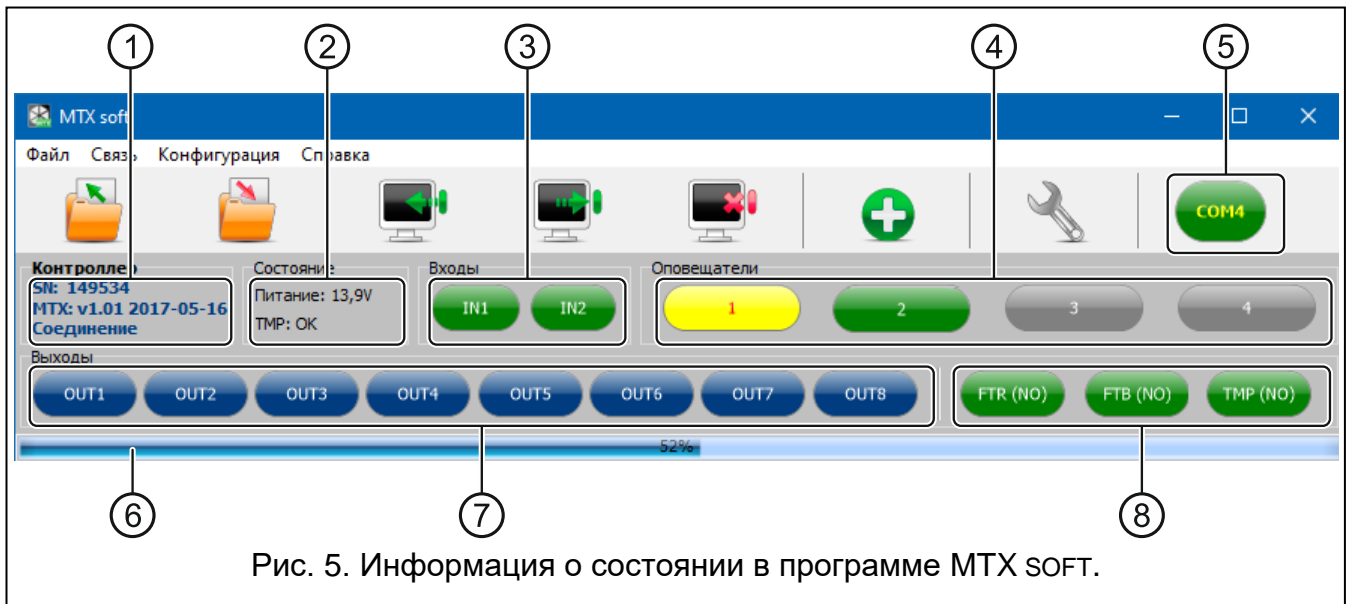 1 2 3 4 5
MTX soft
Файл Связь Конфигурация Справка
COM4
Контроллер Состояние Входы Оповещатели
SN: 149534
MTX: v1.01 2017-05-16
Соединение
Питание: 13,9V
TMP: OK
IN1 IN2
1 2 3 4
Выходы
OUT1 OUT2 OUT3 OUT4 OUT5 OUT6 OUT7 OUT8 FTR (NO) FTB (NO) TMP (NO)
52%
6 7 8
Рис. 5. Информация о состоянии в программе MTX SOFT.